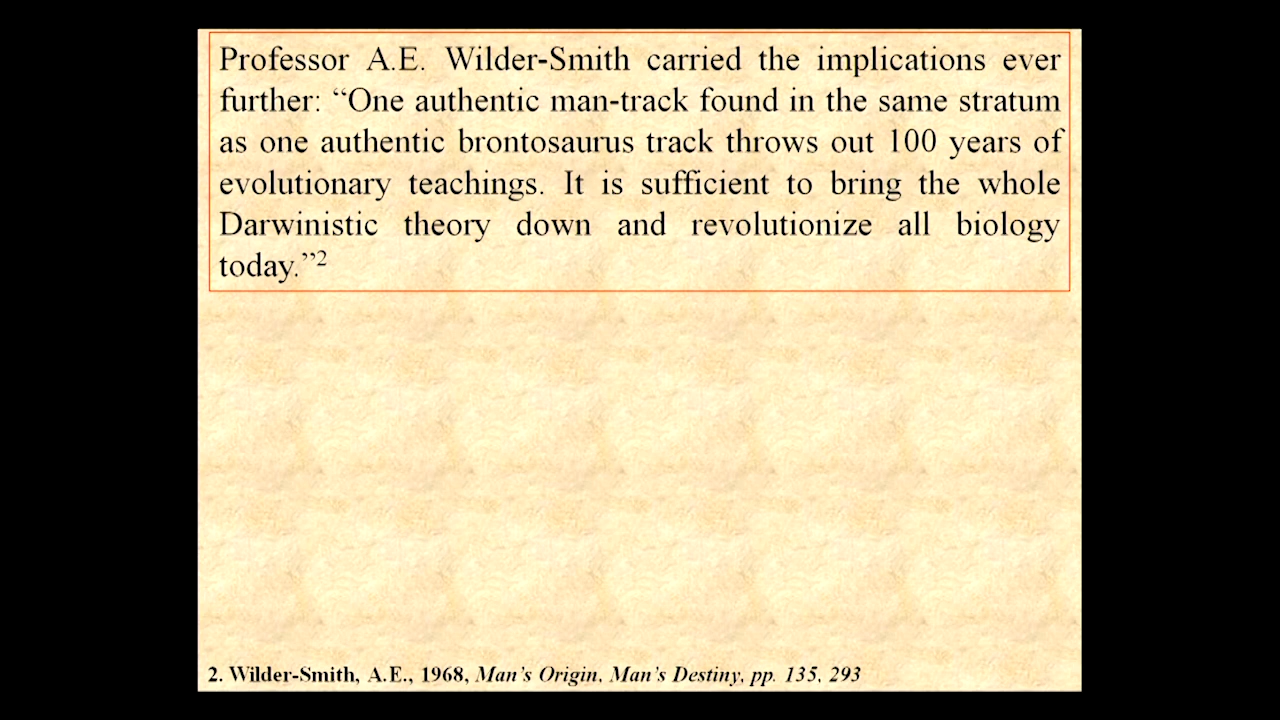 Professor A.E. Wilder-Smith carried the implications ever
further: “One authentic man-track found in the same stratum
as one authentic brontosaurus track throws out 100 years of
evolutionary teachings. It is sufficient to bring the whole
Darwinistic theory down and revolutionize all biology
today.”2
2. Wilder-Smith, A.E., 1968, Man’s Origin, Man’s Destiny, pp. 135, 293